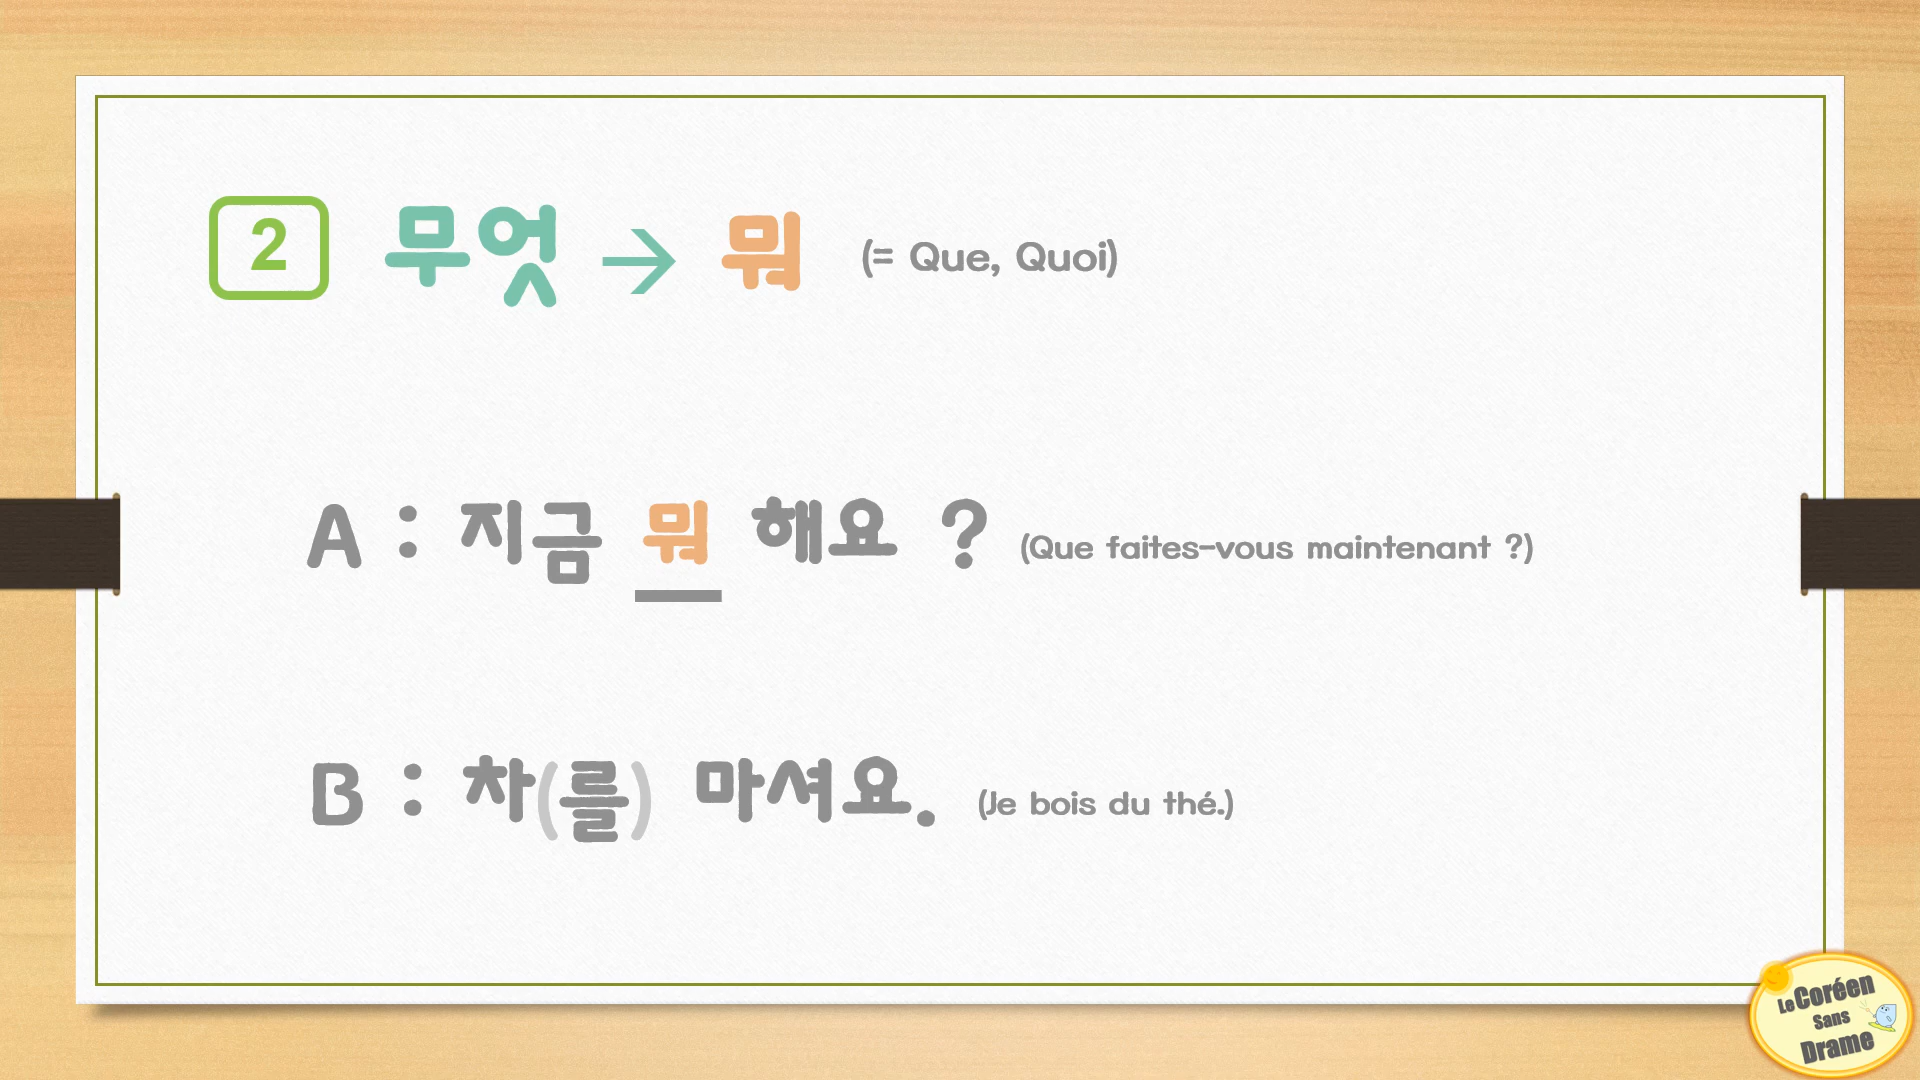 2 무엇 → 뭐 (= Que, Quoi)
A : 지금 뭐 해요 ? (Que faites-vous maintenant ?)
B : 차(를) 마셔요. (Je bois du thé.)
Le Coréen
Sans
Drame